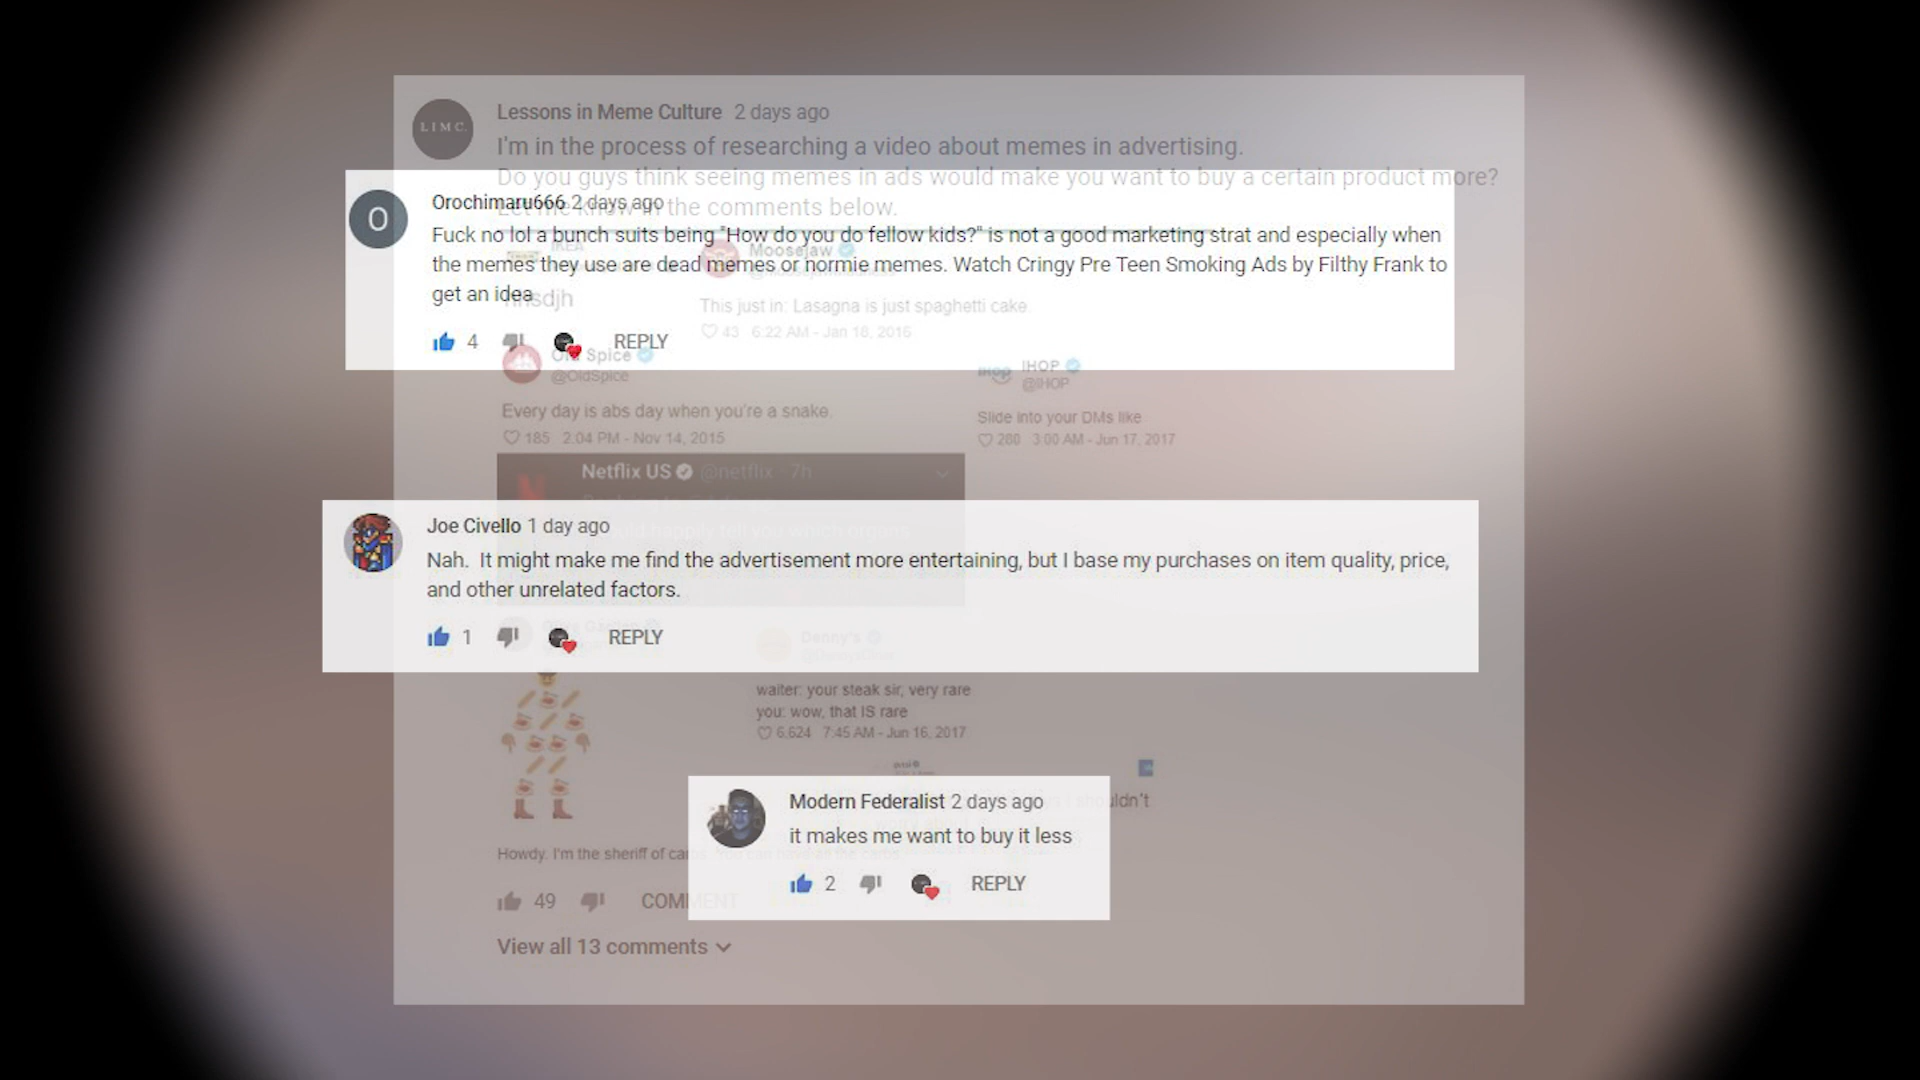 LIMC.
Lessons in Meme Culture 2 days ago
I'm in the process of researching a video about memes in advertising.
Do you guys think seeing memes in ads would make you want to buy a certain product more?
Let me know in the comments below.
O
Orochimaru666 2 days ago
Fuck no lol a bunch suits being "How do you do fellow kids?" is not a good marketing strat and especially when
the memes they use are dead memes or normie memes. Watch Cringy Pre Teen Smoking Ads by Filthy Frank to
get an idea
4 REPLY
IKEA
Moosejaw
hnsdjh
This just in: Lasagna is just spaghetti cake
43 6:22 AM - Jan 18, 2016
Old Spice
@OldSpice
Every day is abs day when you're a snake.
185 2:04 PM - Nov 14, 2015
IHOP
IHOP
@IHOP
Slide into your DMs like
280 3:00 AM - Jun 17, 2017
Netflix US @netflix · 7h
Joe Civello 1 day ago
Nah. It might make me find the advertisement more entertaining, but I base my purchases on item quality, price,
and other unrelated factors.
1 REPLY
Denny's
@DennysDiner
waiter: your steak sir, very rare
you: wow, that IS rare
6,624 7:45 AM - Jun 16, 2017
shouldn't
Modern Federalist 2 days ago
it makes me want to buy it less
2 REPLY
Howdy. I'm the sheriff of carbs.
49 COMMENT
View all 13 comments